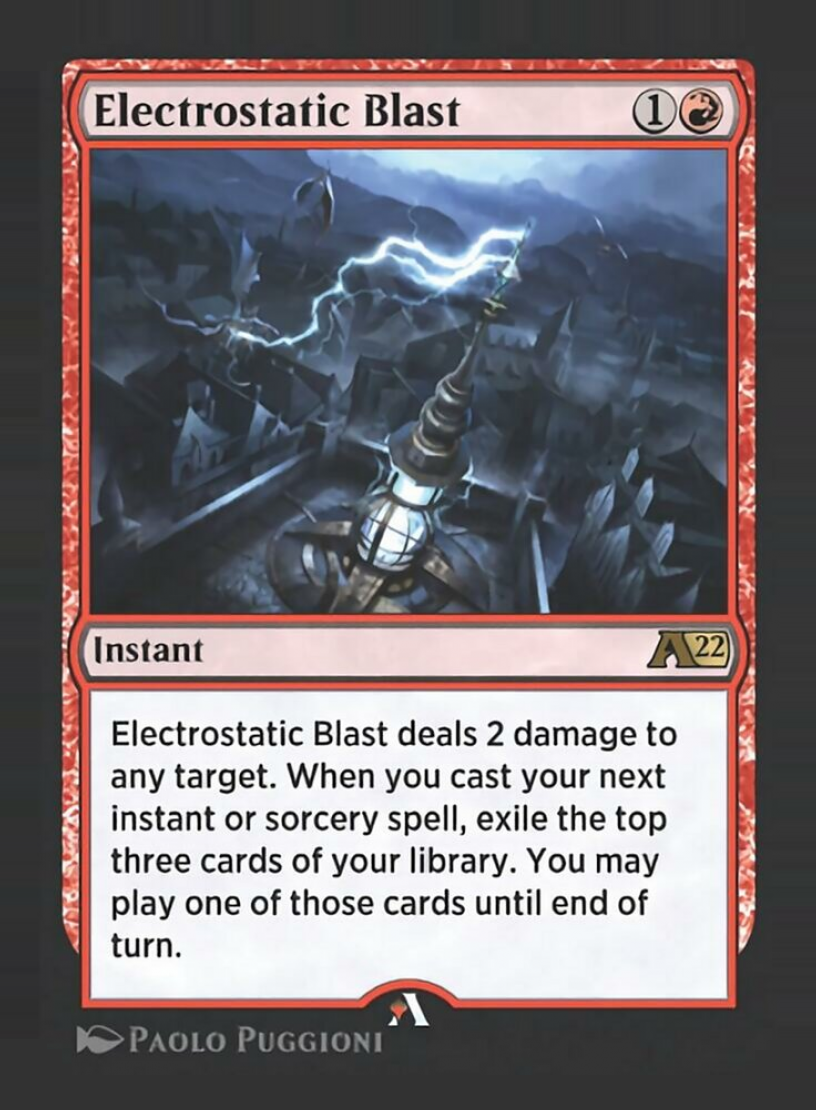 Electrostatic Blast 1
Instant A22
Electrostatic Blast deals 2 damage to
any target. When you cast your next
instant or sorcery spell, exile the top
three cards of your library. You may
play one of those cards until end of
turn.
PAOLO PUGGIONI